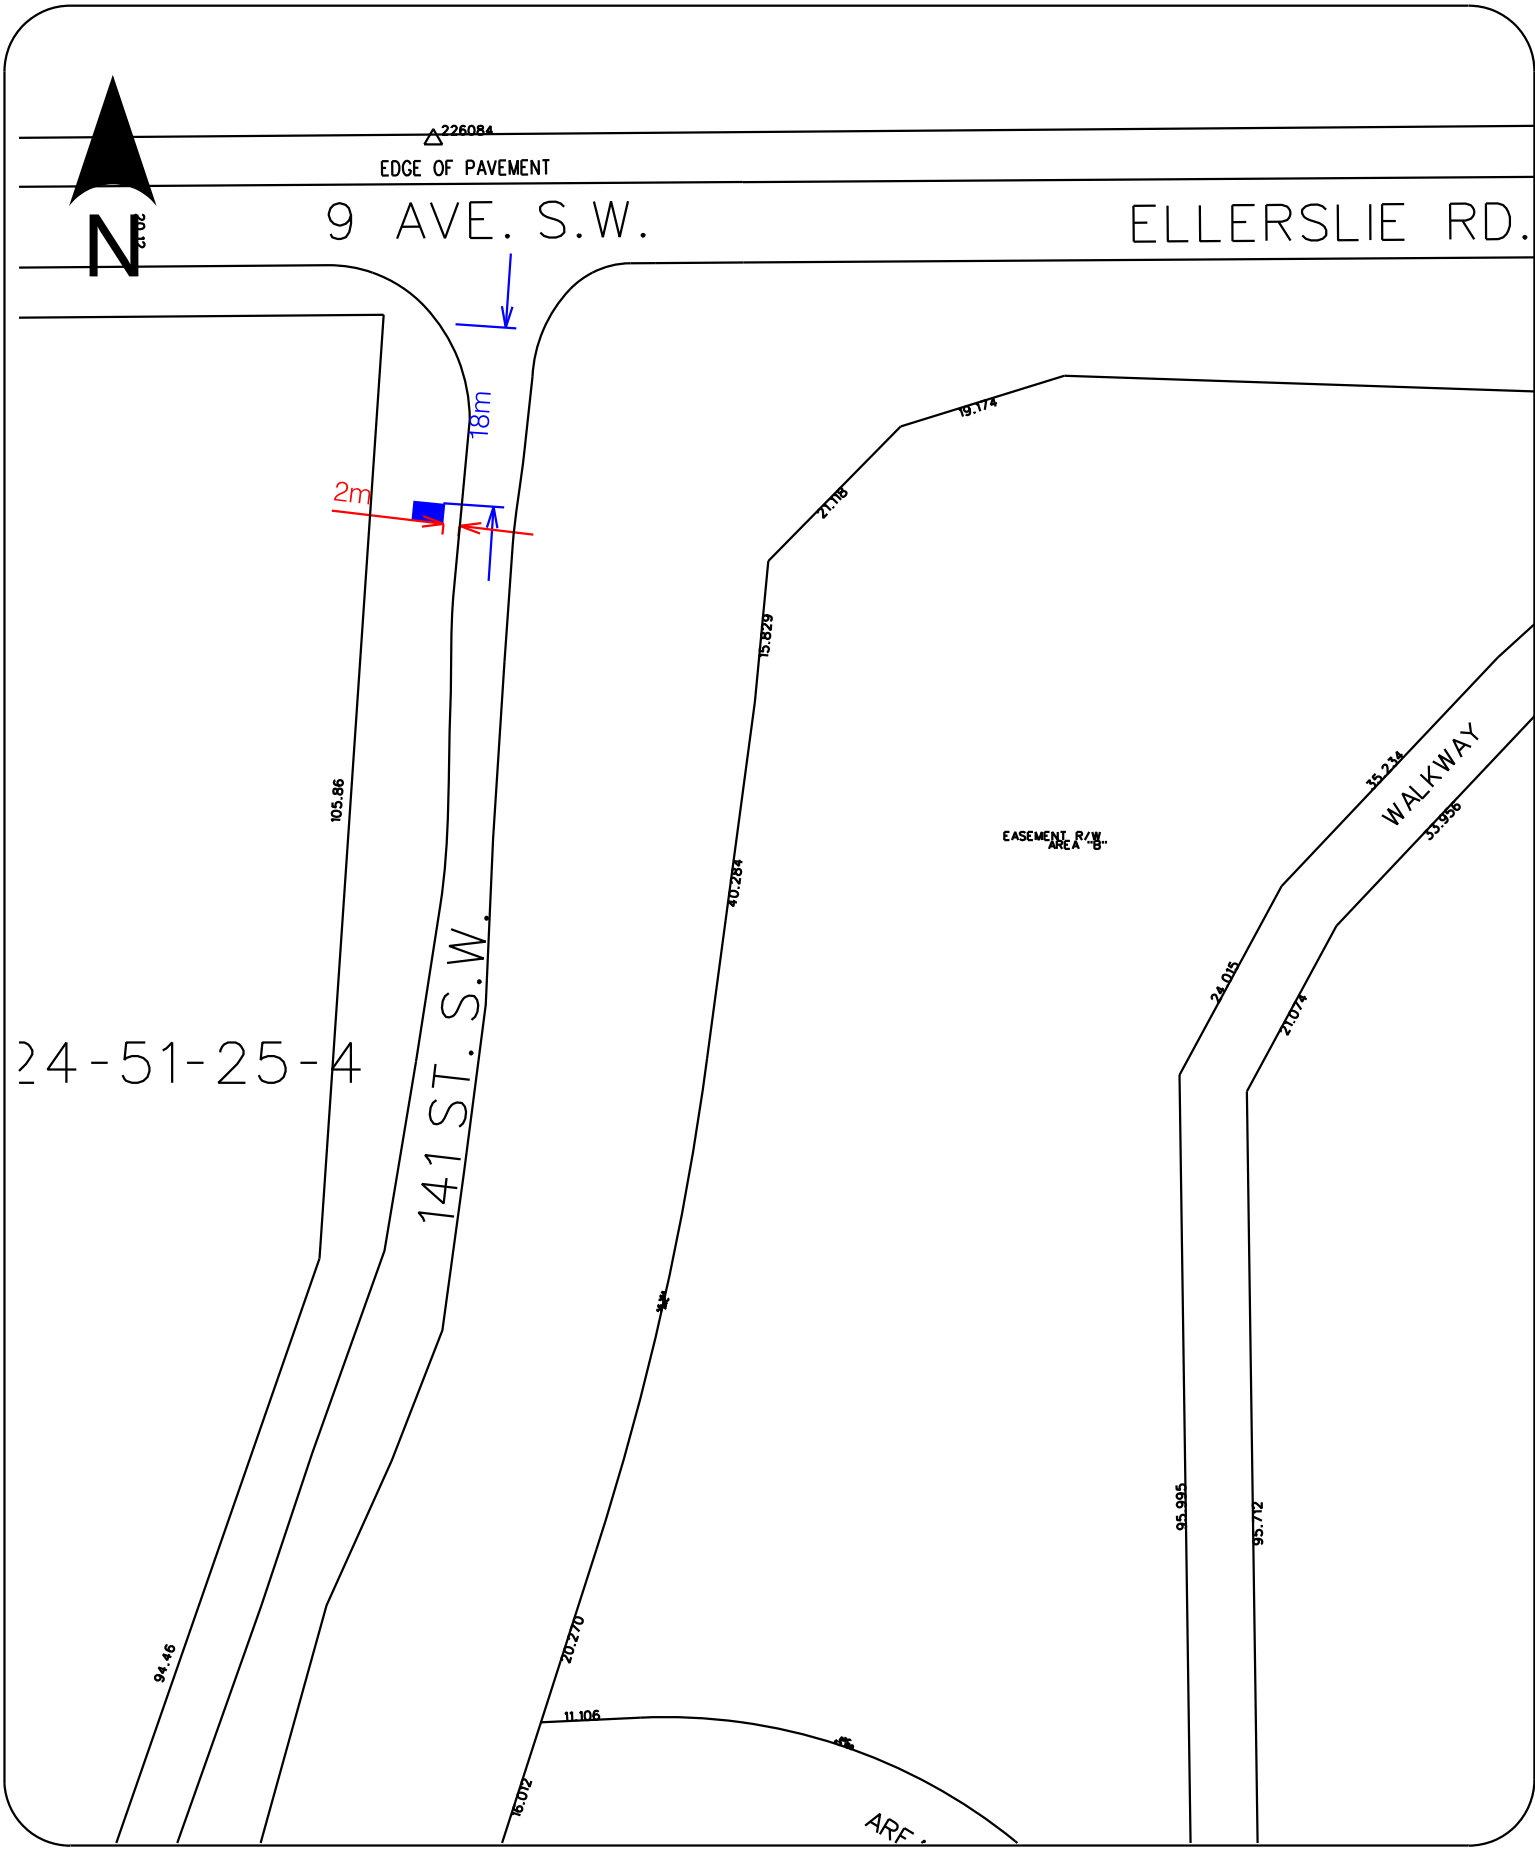 226084
EDGE OF PAVEMENT
9 AVE. S.W.
ELLERSLIE RD.
N
20.12
18m
19.174
2m
21.118
15.829
105.86
35.234
WALKWAY
33.956
EASEMENT R/W
AREA "B"
40.284
24.015
21.074
141 ST. S.W.
24-51-25-4
95.995
95.712
20.270
94.46
11.106
16.012